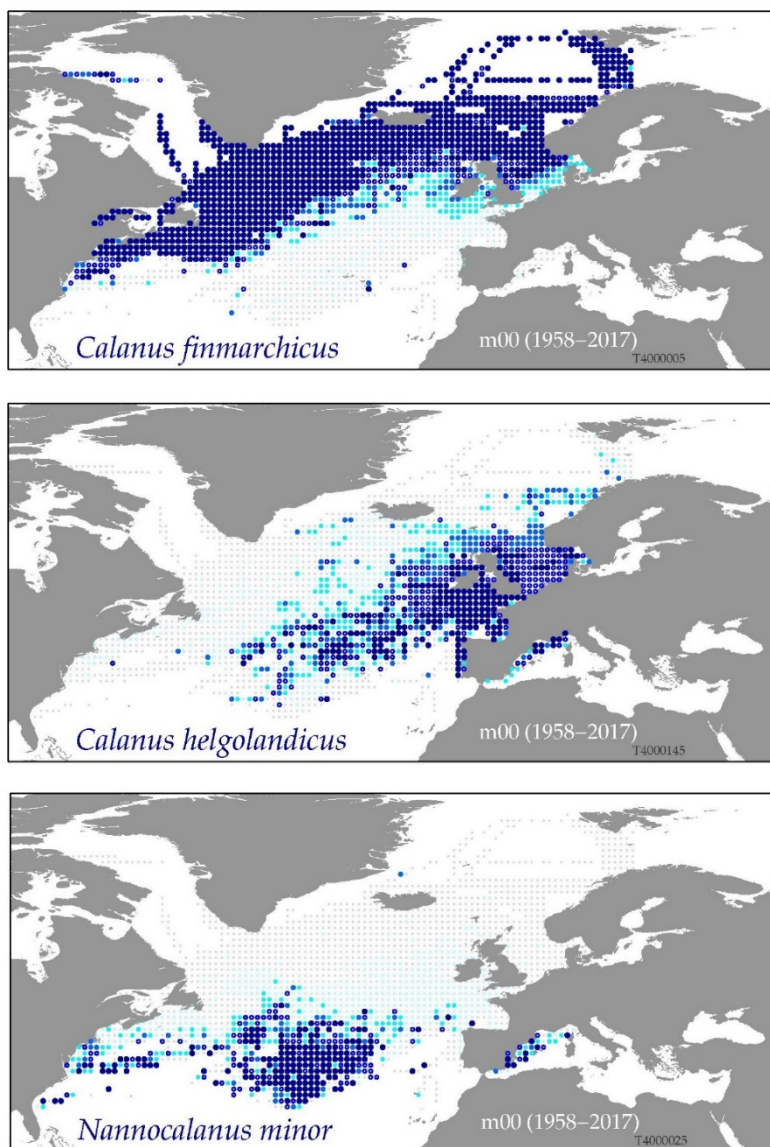 Calanus finmarchicus
m00 (1958–2017)
T4000005
Calanus helgolandicus
m00 (1958–2017)
T4000145
Nannocalanus minor
m00 (1958–2017)
T4000025